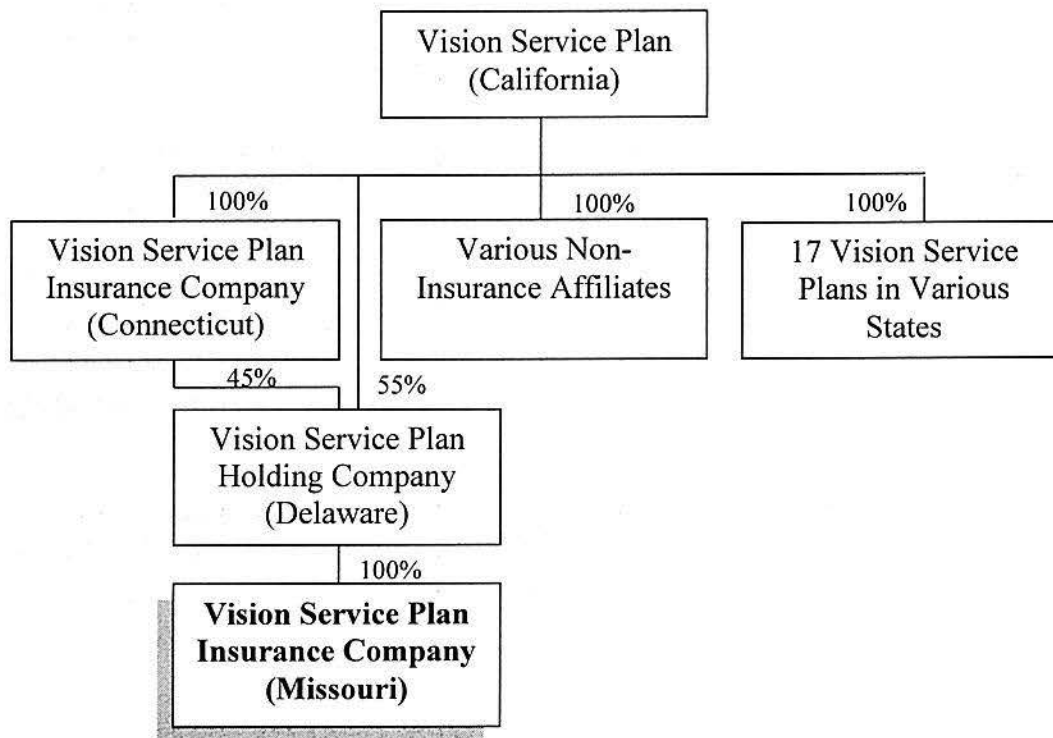 Vision Service Plan
(California)
100%
100%
100%
Vision Service Plan
Insurance Company
(Connecticut)
Various Non-
Insurance Affiliates
17 Vision Service
Plans in Various
States
45%
55%
Vision Service Plan
Holding Company
(Delaware)
100%
Vision Service Plan
Insurance Company
(Missouri)